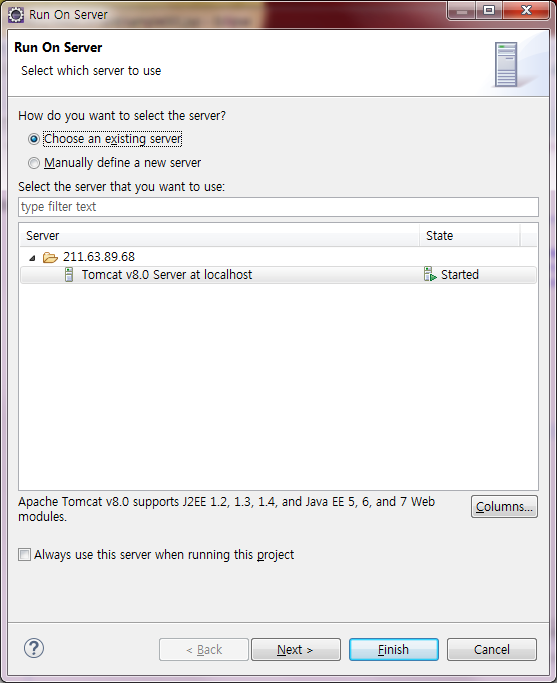 Run On Server
Run On Server
Select which server to use
How do you want to select the server?
Choose an existing server
Manually define a new server
Select the server that you want to use:
type filter text
Server State
211.63.89.68
Tomcat v8.0 Server at localhost Started
Apache Tomcat v8.0 supports J2EE 1.2, 1.3, 1.4, and Java EE 5, 6, and 7 Web
modules.
Columns...
Always use this server when running this project
< Back Next > Finish Cancel